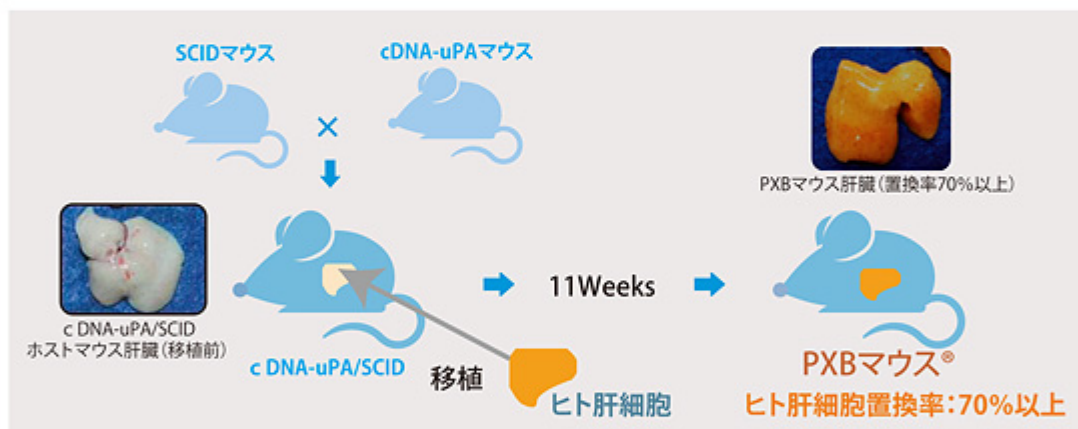 SCIDマウス
cDNA-uPAマウス
×
PXBマウス肝臓（置換率70%以上）
c DNA-uPA/SCID
ホストマウス肝臓（移植前）
11Weeks
c DNA-uPA/SCID
移植
ヒト肝細胞
PXBマウス®
ヒト肝細胞置換率：70%以上